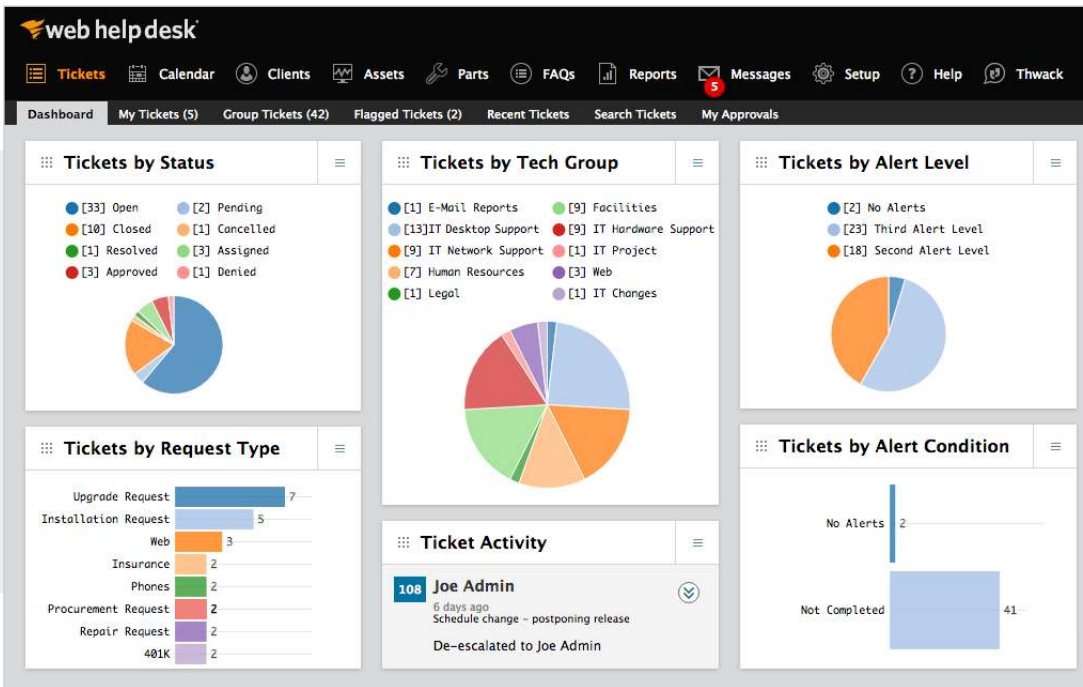 web help desk
Tickets Calendar Clients Assets Parts FAQs Reports Messages Setup Help Thwack
5
Dashboard My Tickets (5) Group Tickets (42) Flagged Tickets (2) Recent Tickets Search Tickets My Approvals
Tickets by Status
[33] Open [2] Pending
[10] Closed [1] Cancelled
[1] Resolved [3] Assigned
[3] Approved [1] Denied
Tickets by Tech Group
[1] E-Mail Reports [9] Facilities
[13]IT Desktop Support [9] IT Hardware Support
[9] IT Network Support [1] IT Project
[7] Human Resources [3] Web
[1] Legal [1] IT Changes
Tickets by Alert Level
[2] No Alerts
[23] Third Alert Level
[18] Second Alert Level
Tickets by Request Type
Upgrade Request 7
Installation Request 5
Web 3
Insurance 2
Phones 2
Procurement Request 2
Repair Request 2
401K 2
Ticket Activity
108 Joe Admin
6 days ago
Schedule change - postponing release
De-escalated to Joe Admin
Tickets by Alert Condition
No Alerts 2
Not Completed 41